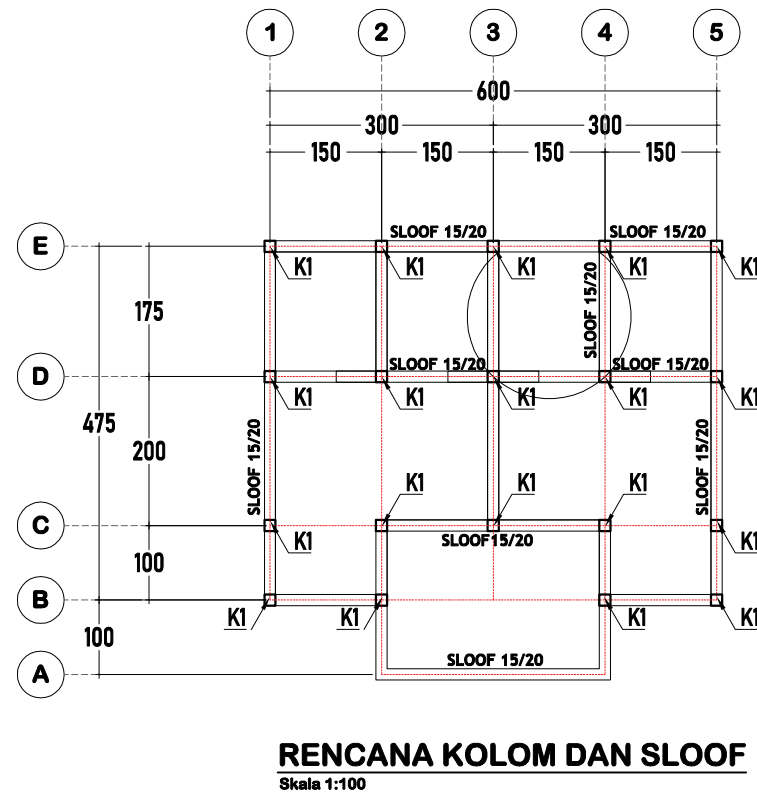 1 2 3 4 5
600
300 300
150 150 150 150
E
SLOOF 15/20 SLOOF 15/20
K1 K1 K1 K1 K1
175
SLOOF 15/20
D
SLOOF 15/20 SLOOF 15/20
K1 K1 K1 K1 K1
475
200
SLOOF 15/20
SLOOF 15/20
K1 K1 K1
C
SLOOF15/20
K1 K1
100
B
K1 K1 K1 K1
100
A
SLOOF 15/20
RENCANA KOLOM DAN SLOOF
Skala 1:100